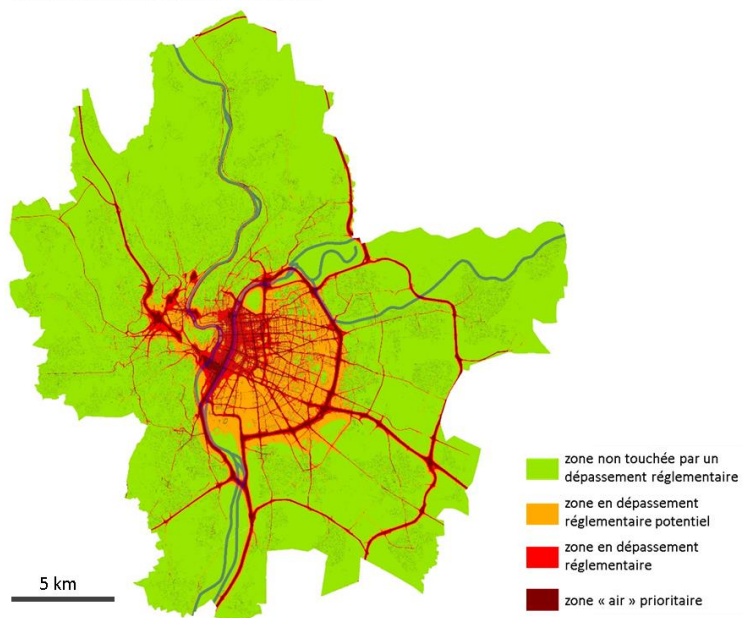 zone non touchée par un
dépassement réglementaire
zone en dépassement
réglementaire potentiel
zone en dépassement
réglementaire
zone « air » prioritaire
5 km